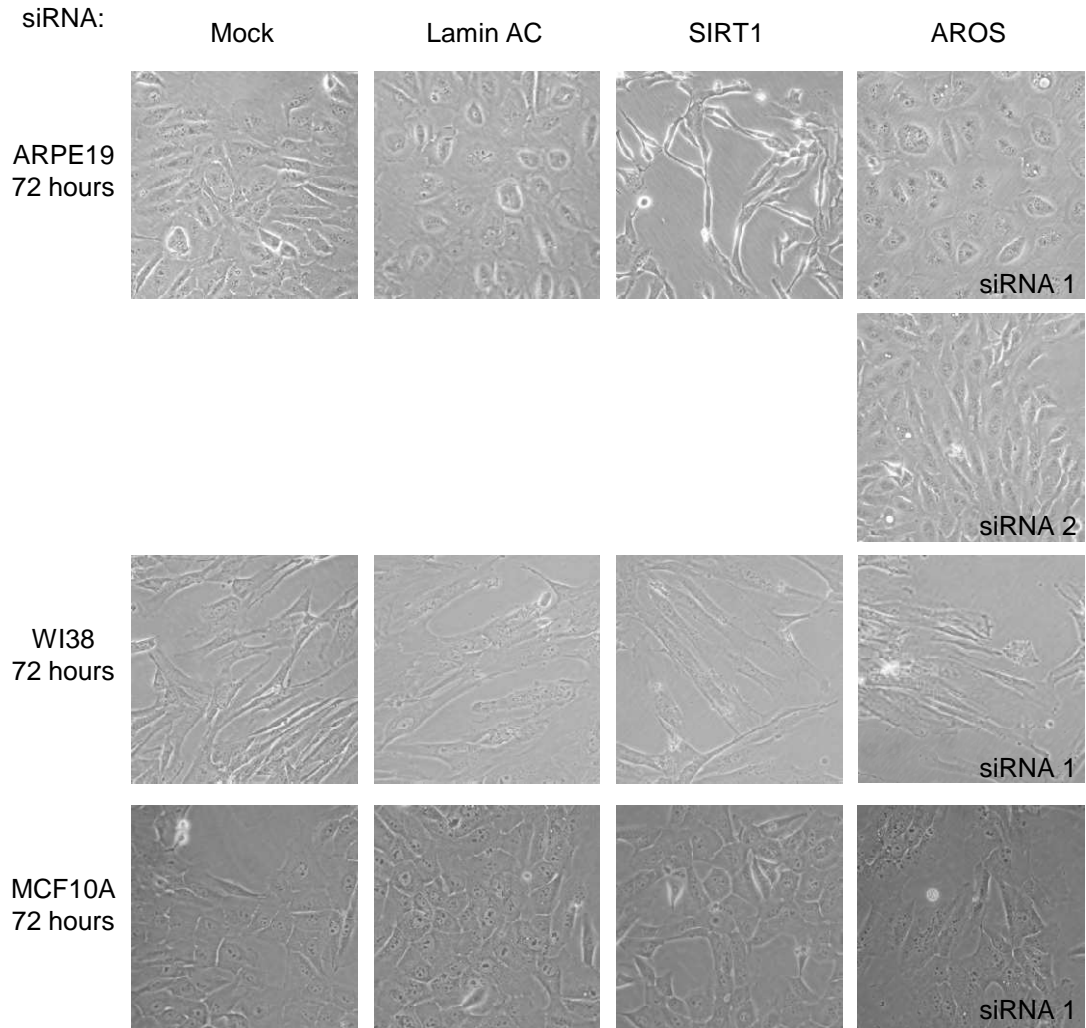 siRNA:
Mock
Lamin AC
SIRT1
AROS
ARPE19
72 hours
siRNA 1
siRNA 2
WI38
72 hours
siRNA 1
MCF10A
72 hours
siRNA 1